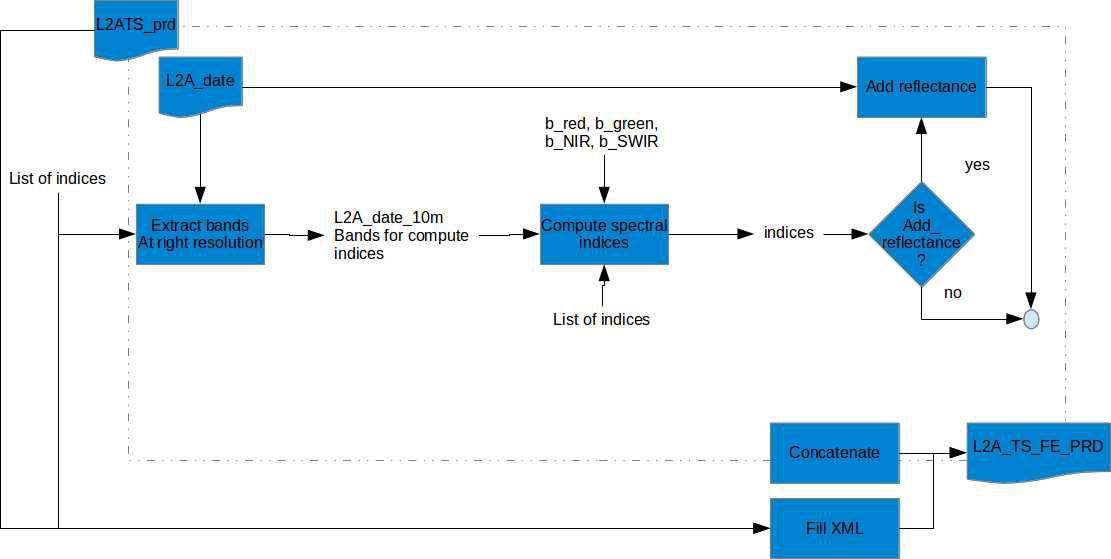 L2ATS_prd
L2A_date
Add reflectance
b_red, b_green,
b_NIR, b_SWIR
yes
List of indices
Extract bands
At right resolution
L2A_date_10m
Bands for compute
indices
Compute spectral
indices
indices
Is
Add_
reflectance
?
no
List of indices
Concatenate
L2A_TS_FE_PRD
Fill XML